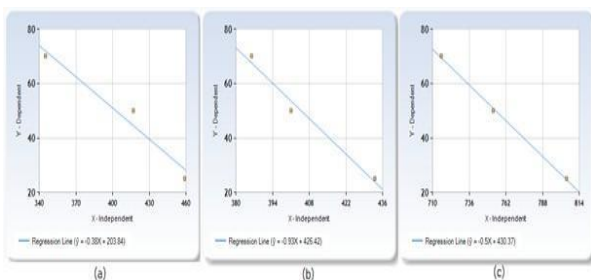 80
60
40
20
340 370 400 430 460
Y - Dependent
X-Independent
Regression Line (ŷ = -0.38X + 203.84)
(a)
80
60
40
20
380 394 408 422 436
Y - Dependent
X-Independent
Regression Line (ŷ = -0.93X + 425.42)
(b)
80
60
40
20
710 736 762 788 814
Y - Dependent
X-Independent
Regression Line (ŷ = -0.5X + 430.37)
(c)